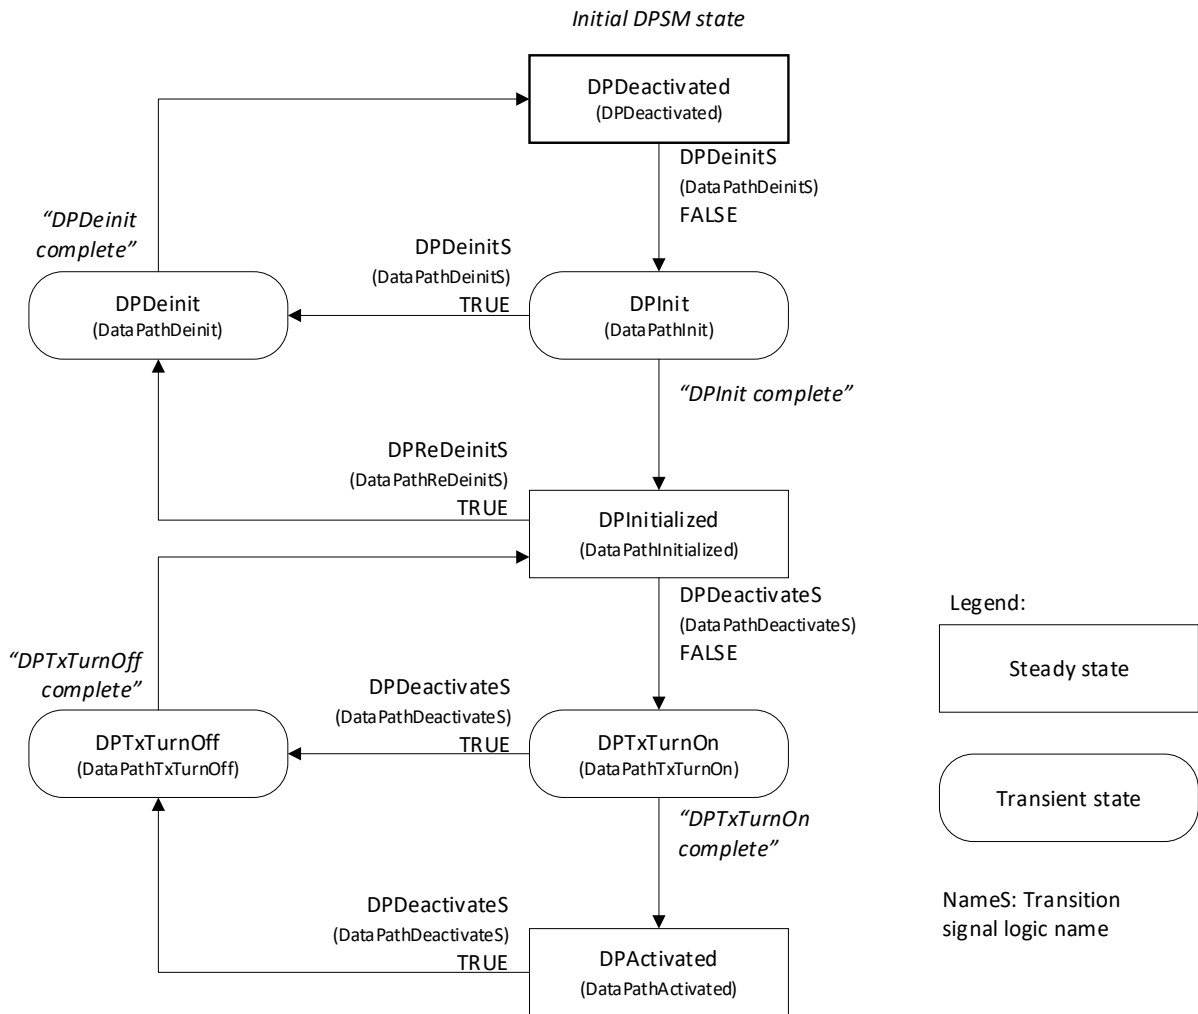 Initial DPSM state
DPDeactivated
(DPDeactivated)
DPDeinitS
(DataPathDeinitS)
FALSE
“DPDeinit
complete”
DPDeinitS
(DataPathDeinitS)
TRUE
DPDeinit
(DataPathDeinit)
DPInit
(DataPathInit)
“DPInit complete”
DPReDeinitS
(DataPathReDeinitS)
TRUE
DPInitialized
(DataPathInitialized)
DPDeactivateS
(DataPathDeactivateS)
FALSE
“DPTxTurnOff
complete”
DPDeactivateS
(DataPathDeactivateS)
TRUE
DPTxTurnOff
(DataPathTxTurnOff)
DPTxTurnOn
(DataPathTxTurnOn)
“DPTxTurnOn
complete”
DPDeactivateS
(DataPathDeactivateS)
TRUE
DPActivated
(DataPathActivated)
Legend:
Steady state
Transient state
NameS: Transition
signal logic name